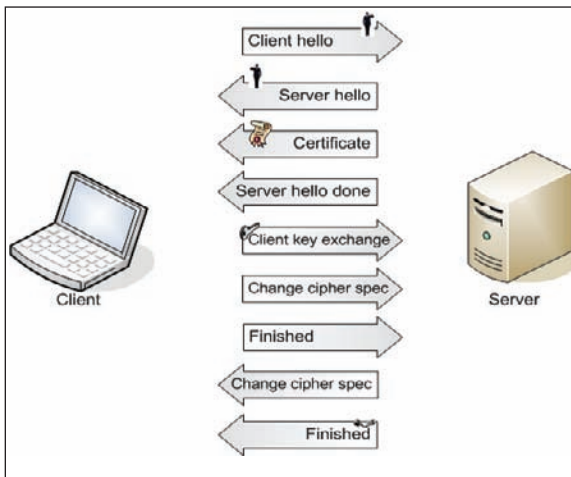 Client hello
Server hello
Certificate
Server hello done
Client key exchange
Change cipher spec
Finished
Change cipher spec
Finished
Client
Server